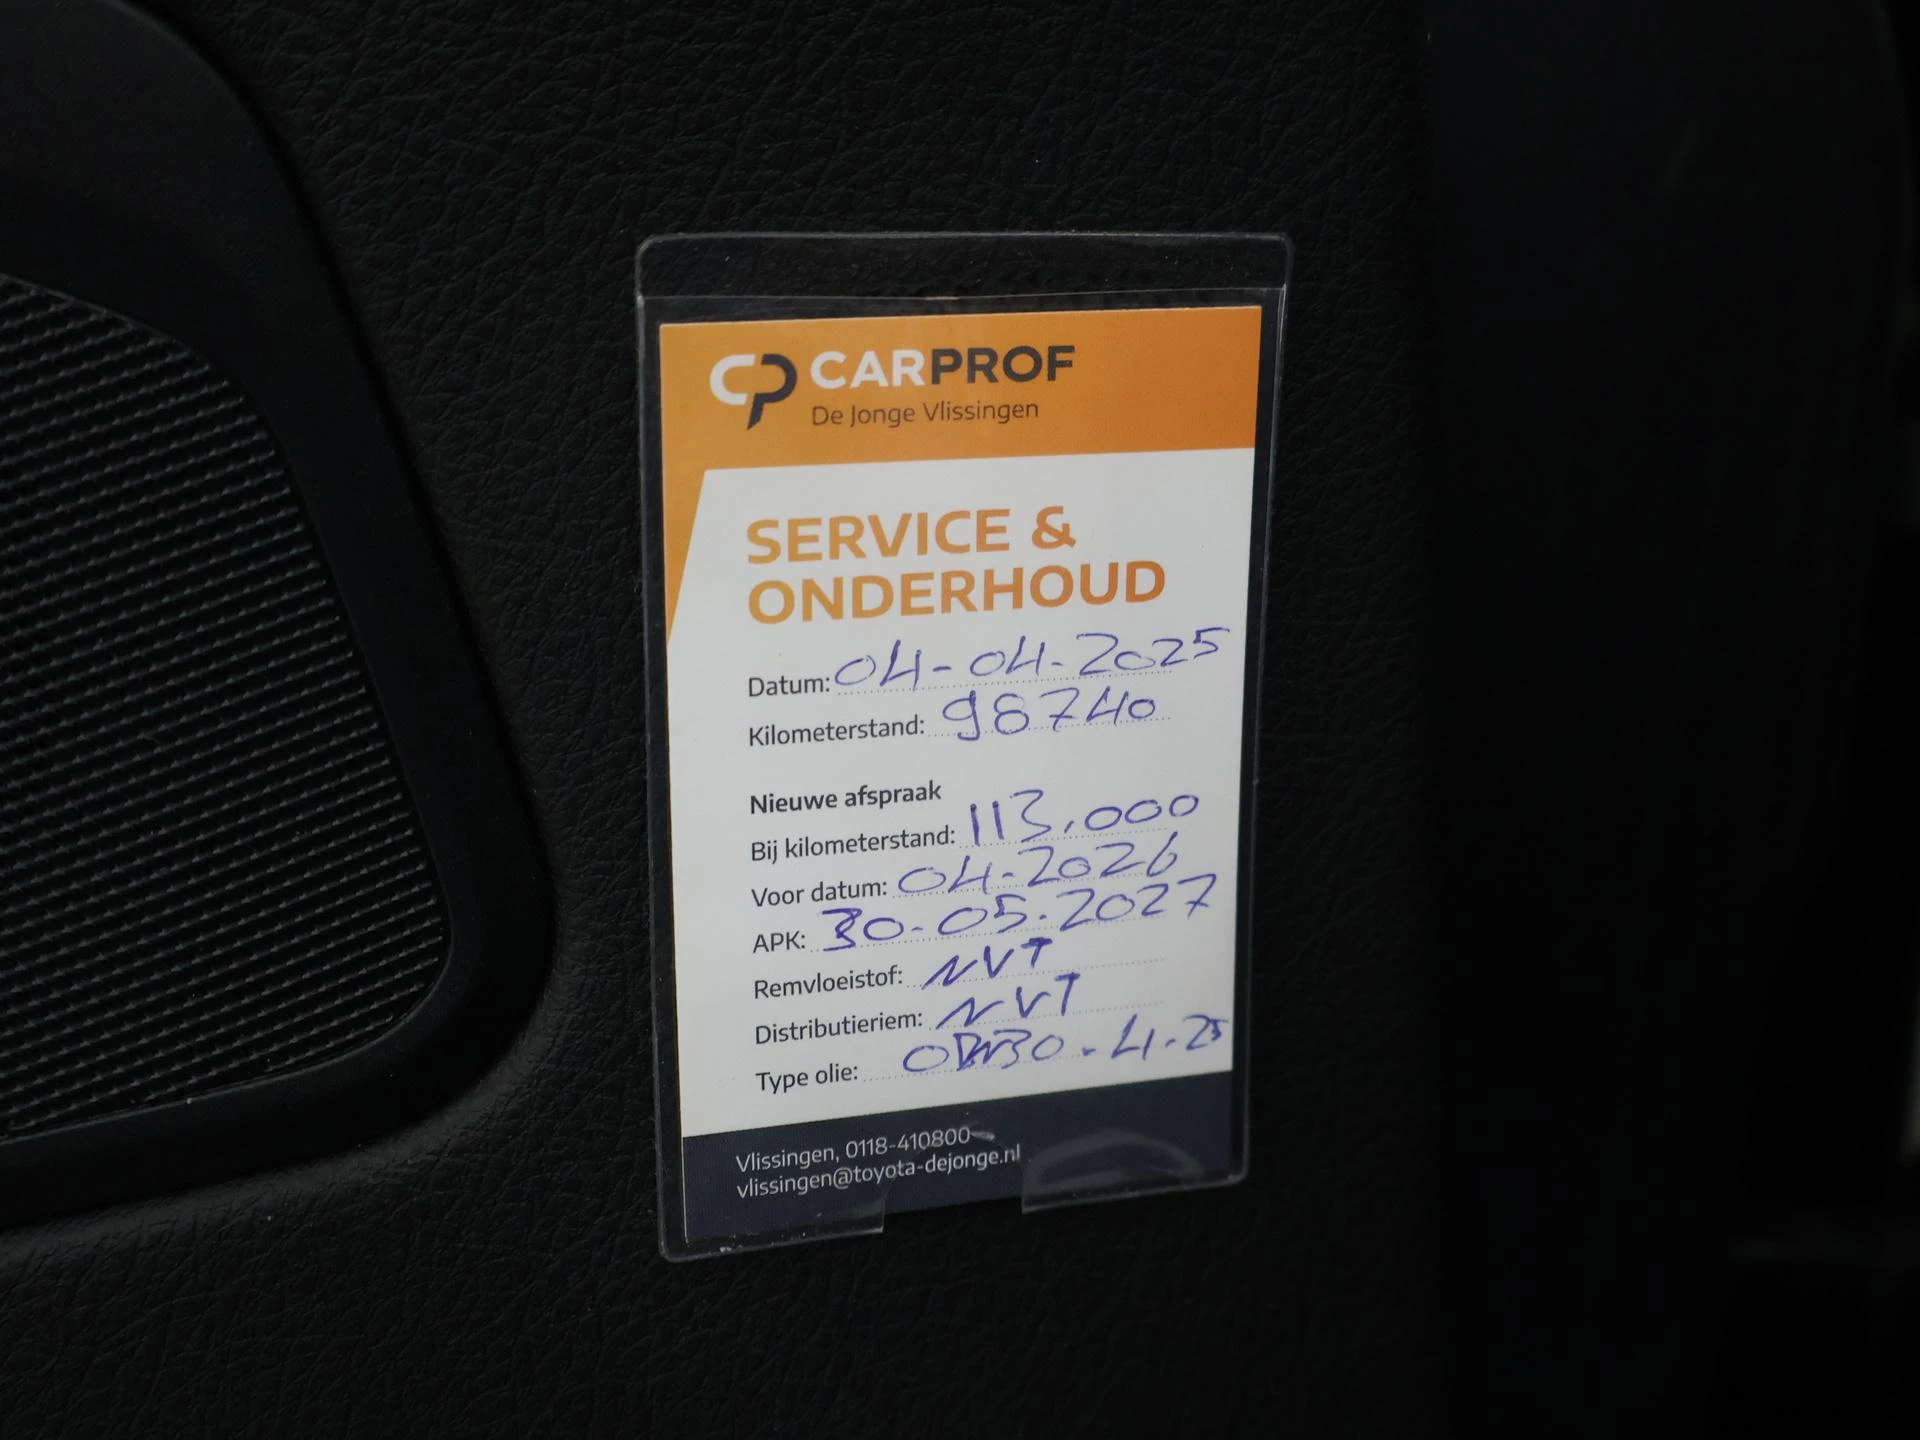 CARPROF
De Jonge Vlissingen
SERVICE &
ONDERHOUD
Datum: 04-04-2025
Kilometerstand: 98740
Nieuwe afspraak
Bij kilometerstand: 113.000
Voor datum: 04-2026
APK: 30-05-2027
Remvloeistof: NVT
Distributieriem: NVT
Type olie: 0W30 - 4.25
Vlissingen, 0118-410800
vlissingen@toyota-dejonge.nl